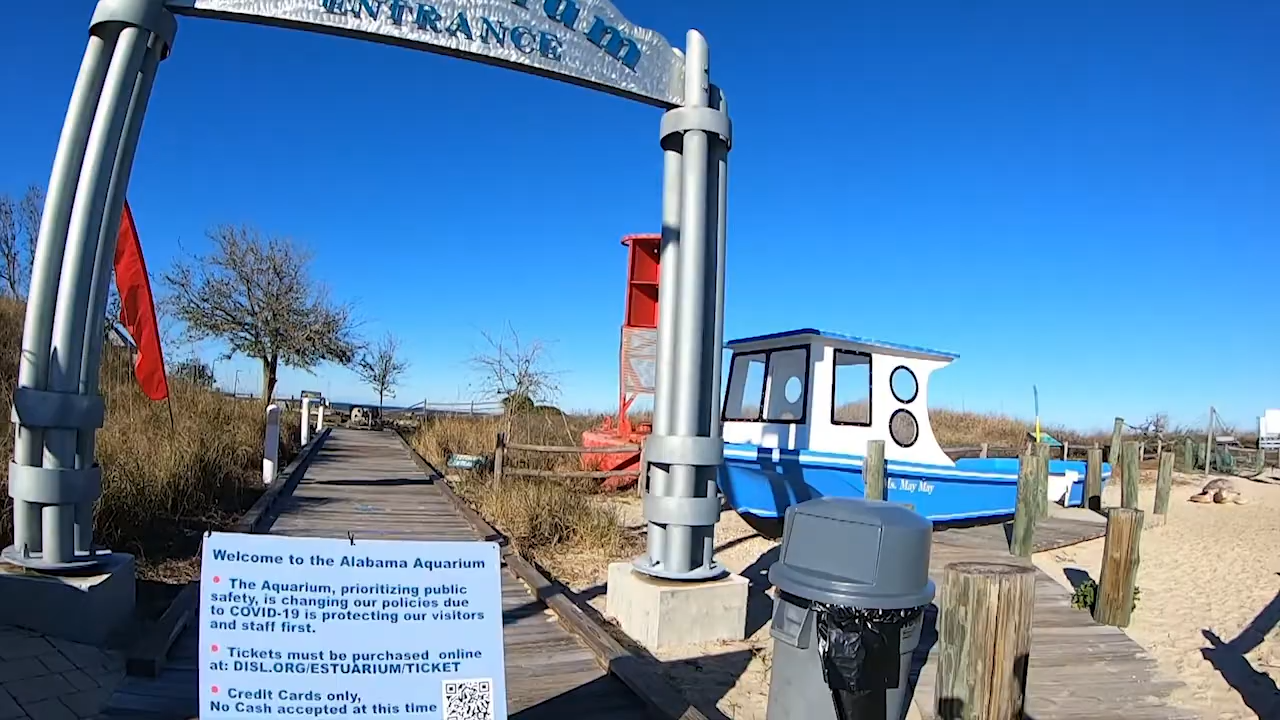 ENTRANCE
Welcome to the Alabama Aquarium
The Aquarium, prioritizing public
safety, is changing our policies due
to COVID-19 is protecting our visitors
and staff first.
Tickets must be purchased online
at: DISL.ORG/ESTUARIUM/TICKET
Credit Cards only,
No Cash accepted at this time
Ms. May May